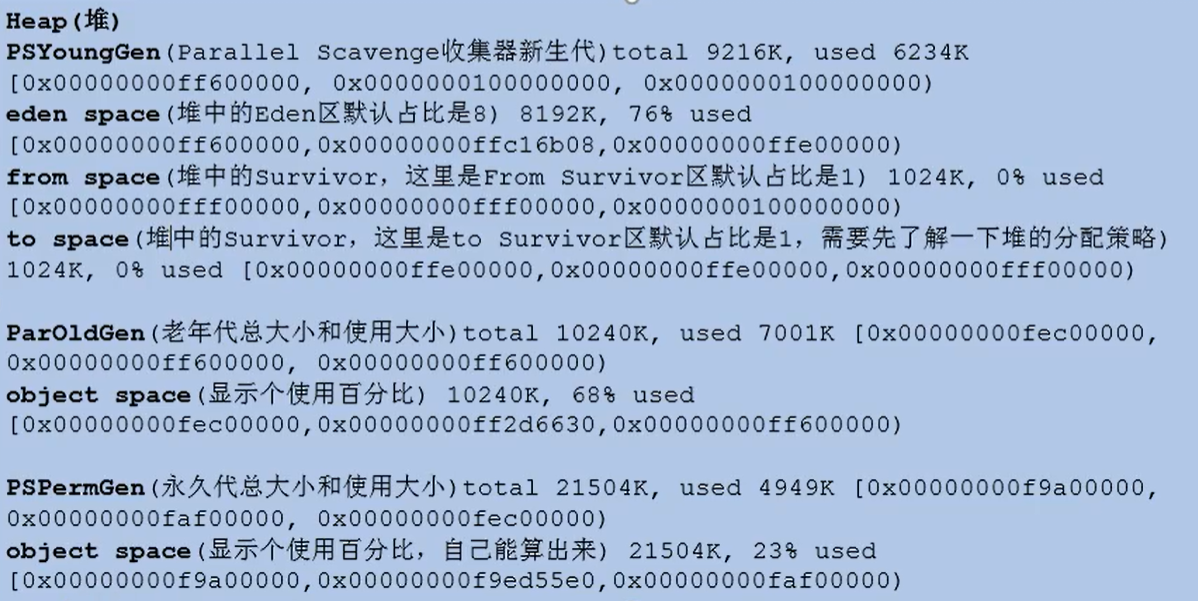 Heap(堆)
PSYoungGen(Parallel Scavenge收集器新生代)total 9216K, used 6234K
[0x00000000ff600000, 0x0000000100000000, 0x0000000100000000)
eden space(堆中的Eden区默认占比是8) 8192K, 76% used
[0x00000000ff600000,0x00000000ffc16b08,0x00000000ffe00000)
from space(堆中的Survivor，这里是From Survivor区默认占比是1) 1024K, 0% used
[0x00000000fff00000,0x00000000fff00000,0x0000000100000000)
to space(堆中的Survivor，这里是to Survivor区默认占比是1，需要先了解一下堆的分配策略)
1024K, 0% used [0x00000000ffe00000,0x00000000ffe00000,0x00000000fff00000)
ParOldGen(老年代总大小和使用大小)total 10240K, used 7001K [0x00000000fec00000,
0x00000000ff600000, 0x00000000ff600000)
object space(显示个使用百分比) 10240K, 68% used
[0x00000000fec00000,0x00000000ff2d6630,0x00000000ff600000)
PSPermGen(永久代总大小和使用大小)total 21504K, used 4949K [0x00000000f9a00000,
0x00000000faf00000, 0x00000000fec00000)
object space(显示个使用百分比，自己能算出来) 21504K, 23% used
[0x00000000f9a00000,0x00000000f9ed55e0,0x00000000faf00000)